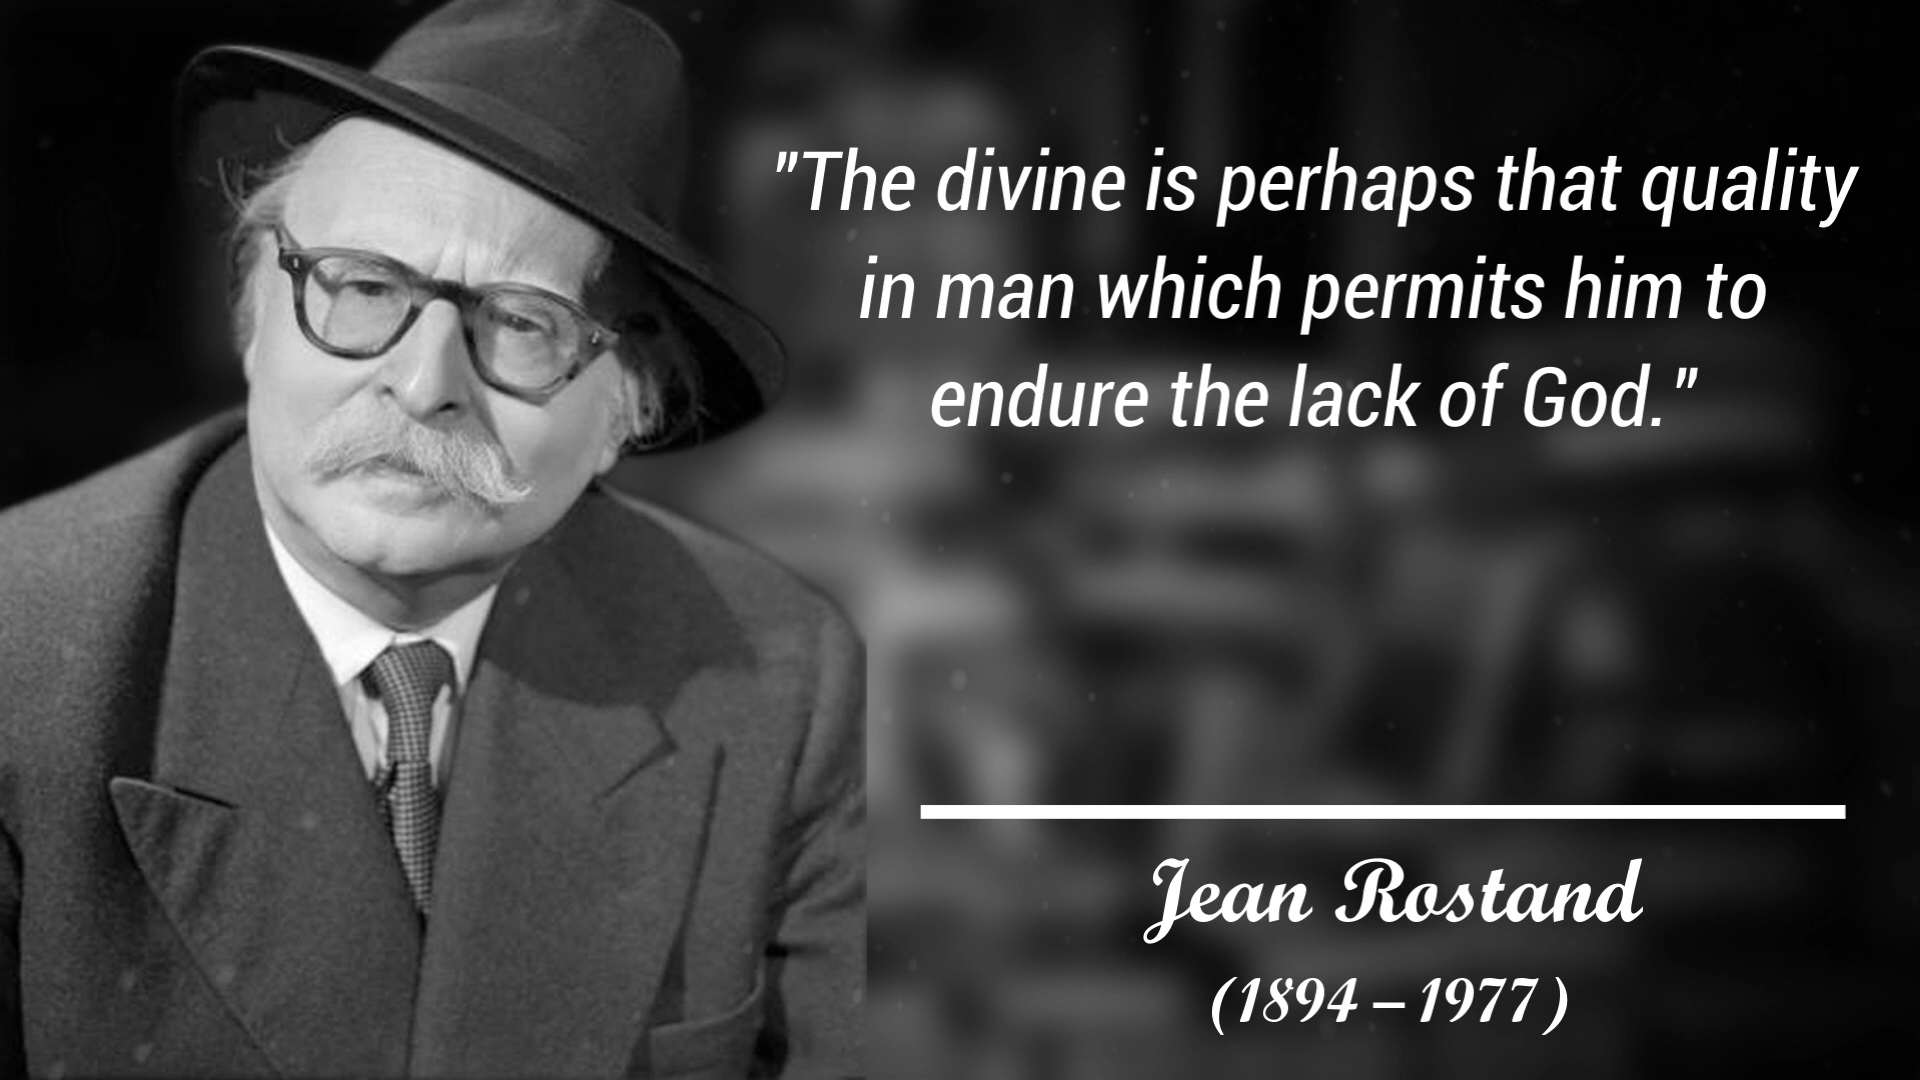 "The divine is perhaps that quality
in man which permits him to
endure the lack of God."
Jean Rostand
(1894 – 1977)